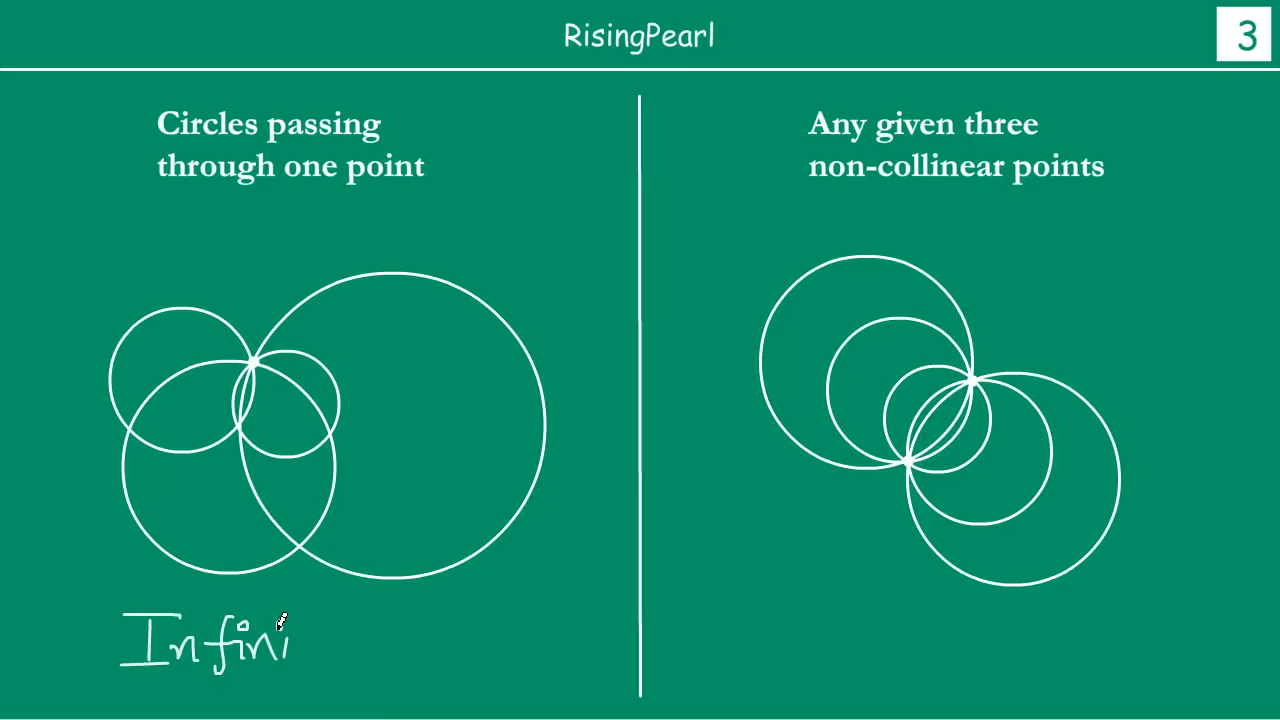 RisingPearl
3
Circles passing
through one point
Any given three
non-collinear points
Infini